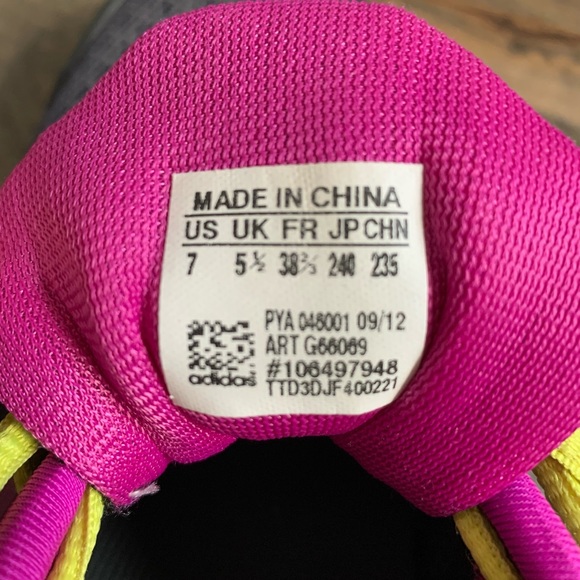 MADE IN CHINA
US UK FR JP CHN
7 5½ 38⅔ 240 235
PYA 046001 09/12
ART G66069
#106497948
adidas TTD3DJF400221